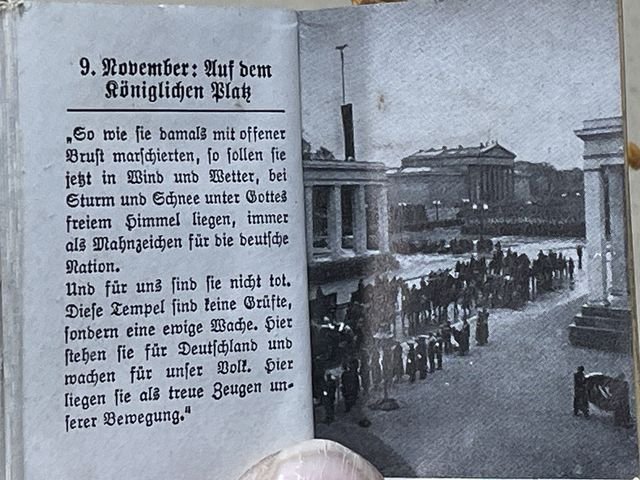 9. November: Auf dem
Königlichen Platz
„So wie sie damals mit offener
Brust marschierten, so sollen sie
jetzt in Wind und Wetter, bei
Sturm und Schnee unter Gottes
freiem Himmel liegen, immer
als Mahnzeichen für die deutsche
Nation.
Und für uns sind sie nicht tot.
Diese Tempel sind keine Grüfte,
sondern eine ewige Wache. Hier
stehen sie für Deutschland und
wachen für unser Volk. Hier
liegen sie als treue Zeugen un-
serer Bewegung."